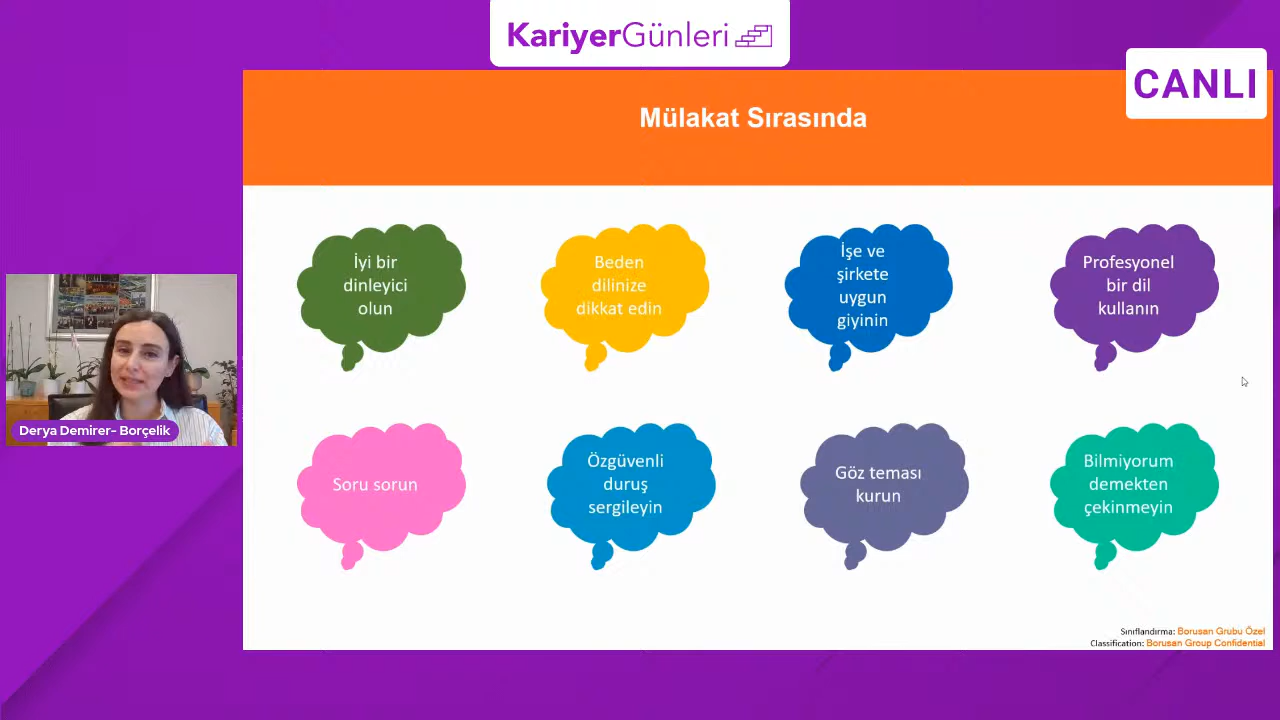 KariyerGünleri
CANLI
Mülakat Sırasında
İyi bir
dinleyici
olun
Beden
dilinize
dikkat edin
İşe ve
şirkete
uygun
giyinin
Profesyonel
bir dil
kullanın
Derya Demirer- Borçelik
Soru sorun
Özgüvenli
duruş
sergileyin
Göz teması
kurun
Bilmiyorum
demekten
çekinmeyin
Sınıflandırma: Borusan Grubu Özel
Classification: Borusan Group Confidential